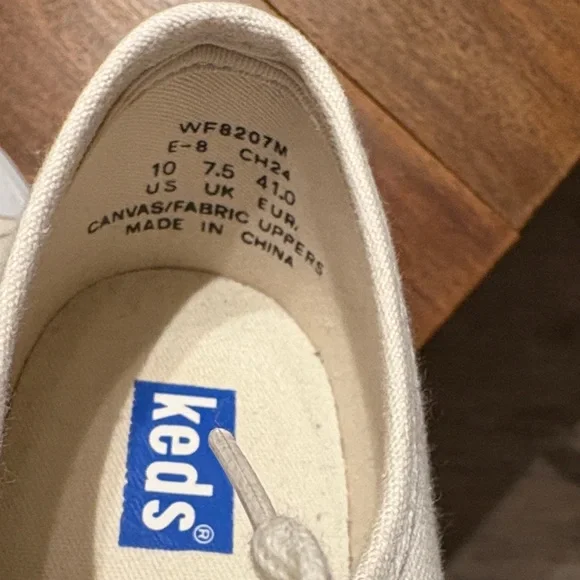 WF8207M
E-8 CH24
10 7.5 41.0
US UK EUR.
CANVAS/FABRIC UPPERS
MADE IN CHINA
keds®